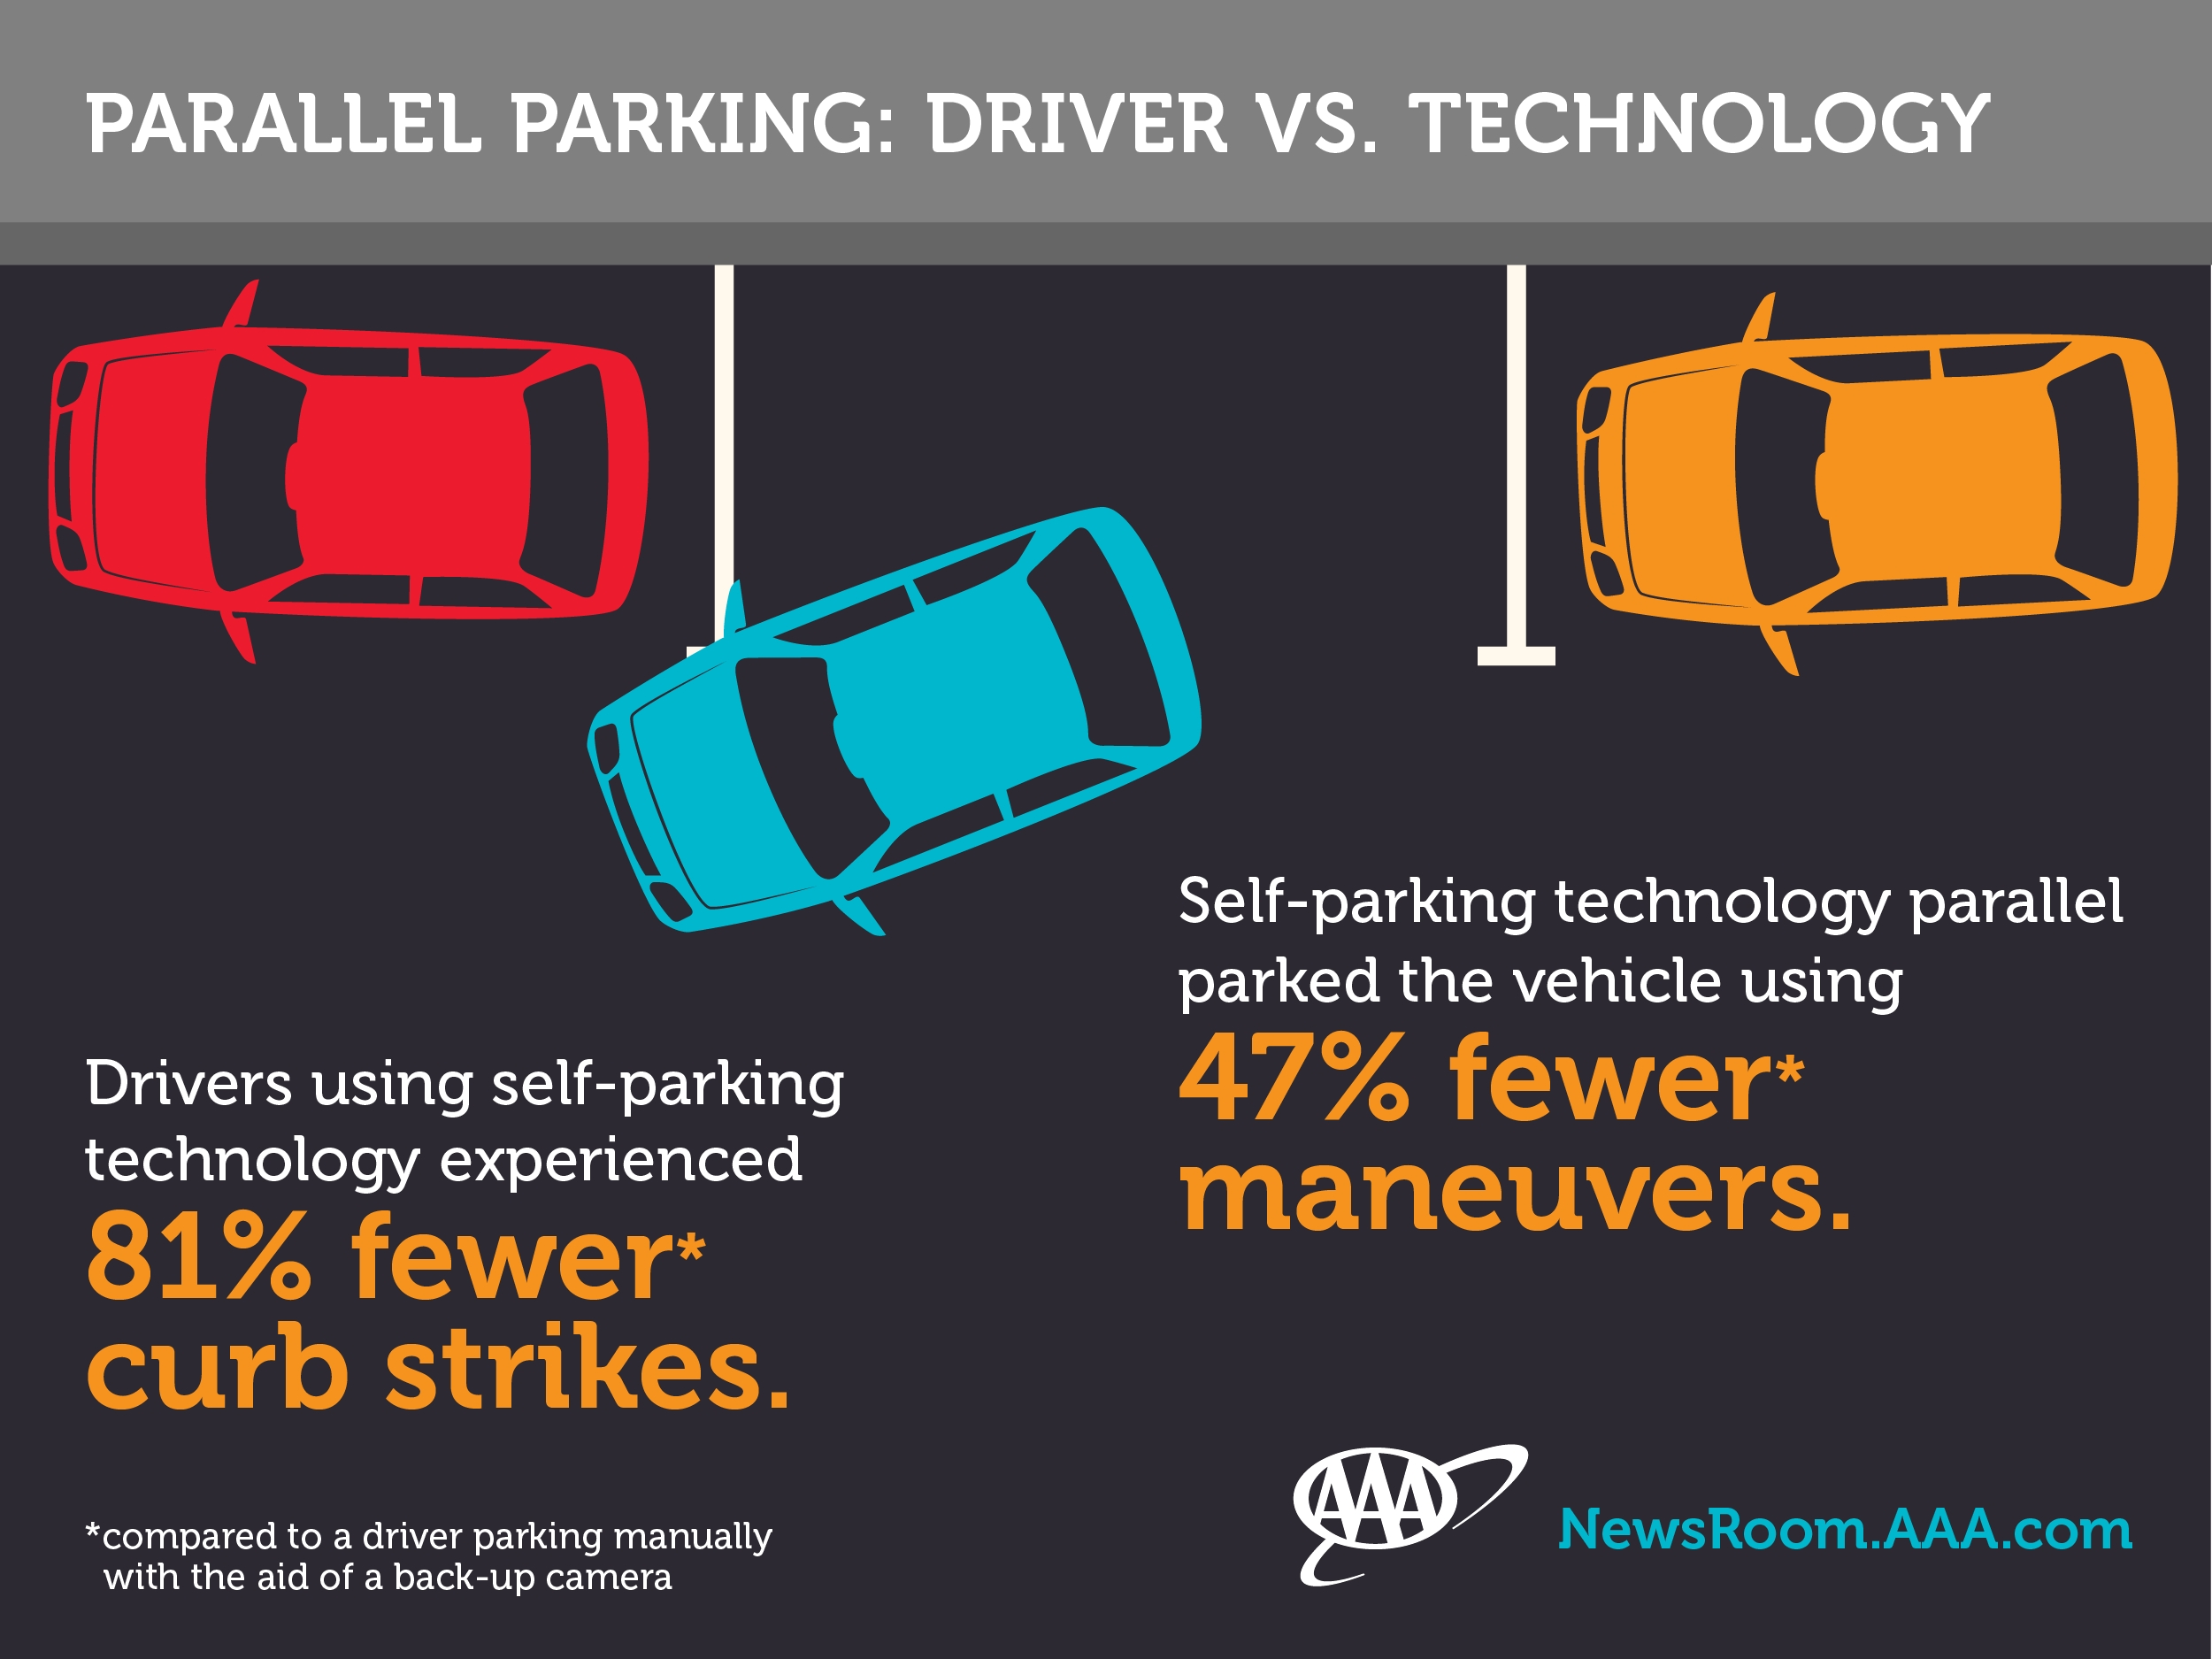 PARALLEL PARKING: DRIVER VS. TECHNOLOGY
Self-parking technology parallel
parked the vehicle using
47% fewer*
maneuvers.
Drivers using self-parking
technology experienced
81% fewer*
curb strikes.
*compared to a driver parking manually
with the aid of a back-up camera
AAA
NewsRoom.AAA.com